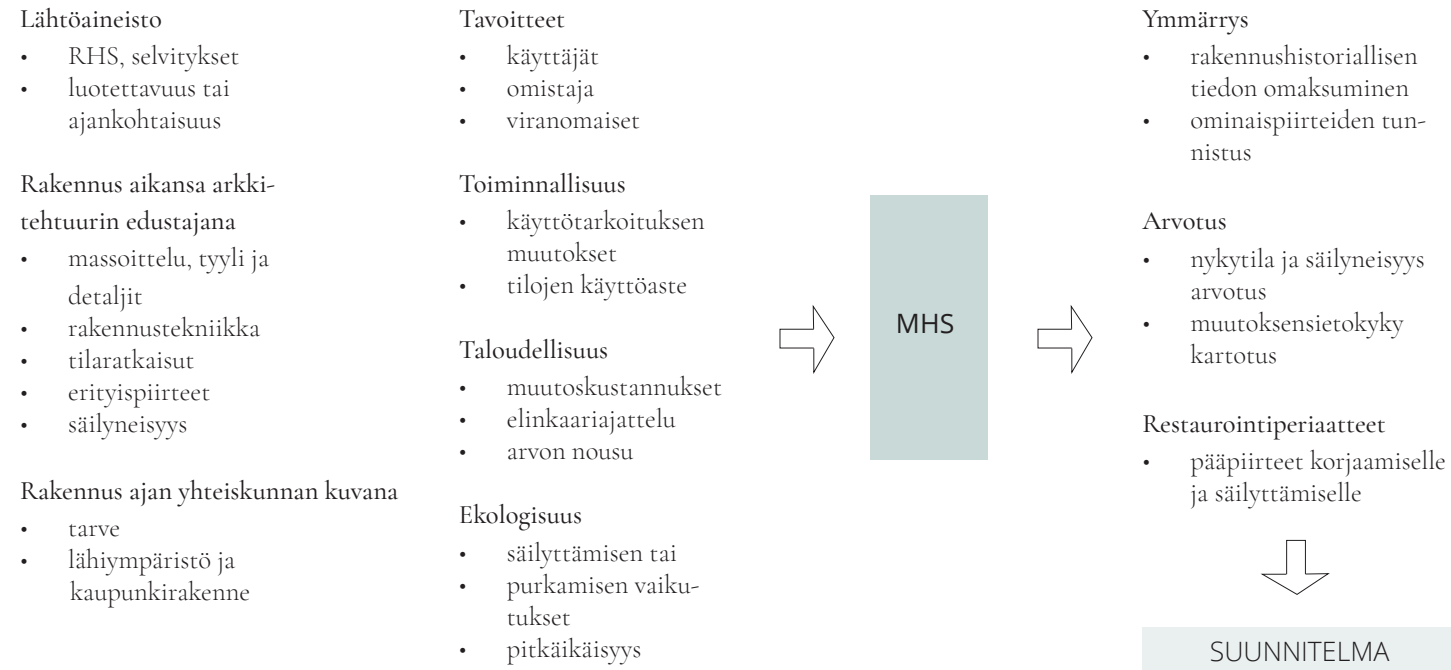 Lähtöaineisto
• RHS, selvitykset
• luotettavuus tai
ajankohtaisuus
Rakennus aikansa arkki-
tehtuurin edustajana
• massoittelu, tyyli ja
detaljit
• rakennustekniikka
• tilaratkaisut
• erityispiirteet
• säilyneisyys
Rakennus ajan yhteiskunnan kuvana
• tarve
• lähiympäristö ja
kaupunkirakenne
Tavoitteet
• käyttäjät
• omistaja
• viranomaiset
Toiminnallisuus
• käyttötarkoituksen
muutokset
• tilojen käyttöaste
Taloudellisuus
• muutoskustannukset
• elinkaariajattelu
• arvon nousu
Ekologisuus
• säilyttämisen tai
• purkamisen vaiku-
tukset
• pitkäikäisyys
MHS
Ymmärrys
• rakennushistoriallisen
tiedon omaksuminen
• ominaispiirteiden tun-
nistus
Arvotus
• nykytila ja säilyneisyys
arvotus
• muutoksensietokyky
kartotus
Restaurointiperiaatteet
• pääpiirteet korjaamiselle
ja säilyttämiselle
SUUNNITELMA